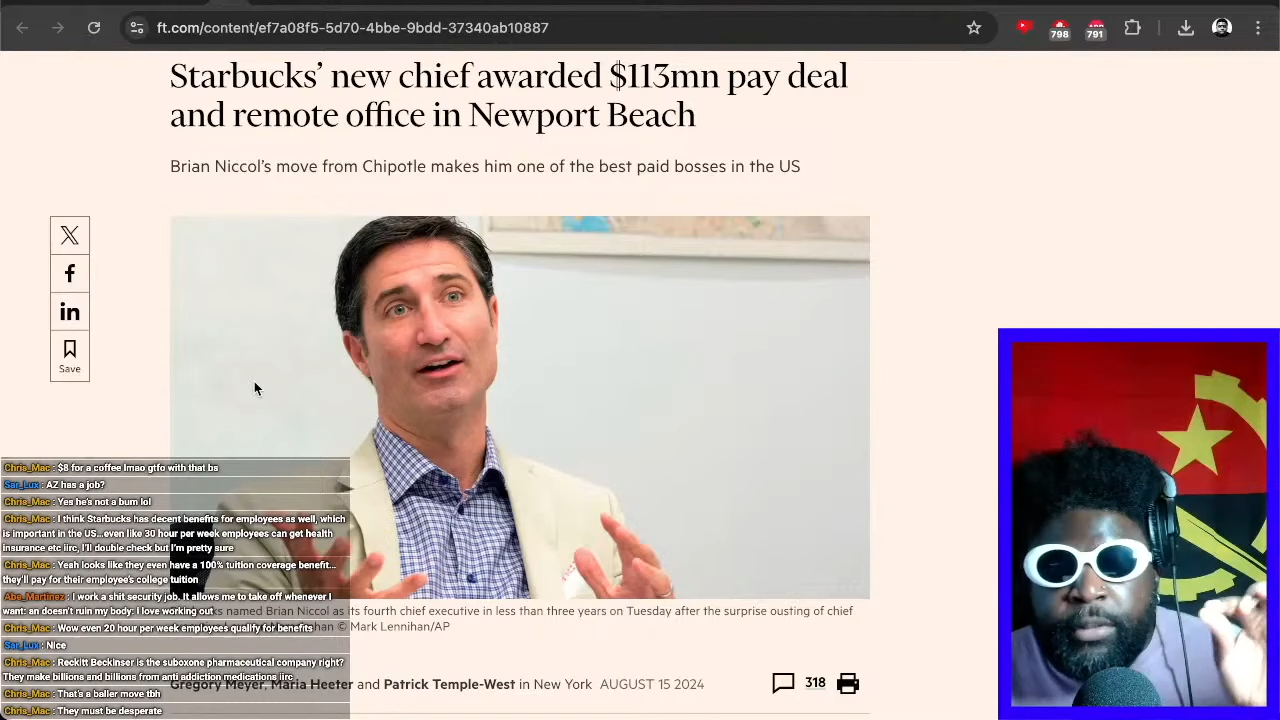 ft.com/content/ef7a08f5-5d70-4bbe-9bdd-37340ab10887
798
791
Starbucks’ new chief awarded $113mn pay deal
and remote office in Newport Beach
Brian Niccol’s move from Chipotle makes him one of the best paid bosses in the US
Save
Chris_Mac : $8 for a coffee lmao gtfo with that bs
Sar_Lux : AZ has a job?
Chris_Mac : Yes he's not a bum lol
Chris_Mac : I think Starbucks has decent benefits for employees as well, which
is important in the US...even like 30 hour per week employees can get health
insurance etc iirc, I'll double check but I'm pretty sure
Chris_Mac : Yeah looks like they even have a 100% tuition coverage benefit...
they'll pay for their employee's college tuition
Abe_Martinez : I work a shit security job. It allows me to take off whenever I
want: an doesn't ruin my body: I love working out
Chris_Mac : Wow even 20 hour per week employees qualify for benefits
Sar_Lux : Nice
Chris_Mac : Reckitt Beckinser is the suboxone pharmaceutical company right?
They make billions and billions from anti addiction medications iirc
Chris_Mac : That's a baller move tbh
Chris_Mac : They must be desperate
named Brian Niccol as its fourth chief executive in less than three years on Tuesday after the surprise ousting of chief
© Mark Lennihan/AP
Gregory Meyer, Maria Heeter and Patrick Temple-West in New York AUGUST 15 2024
318